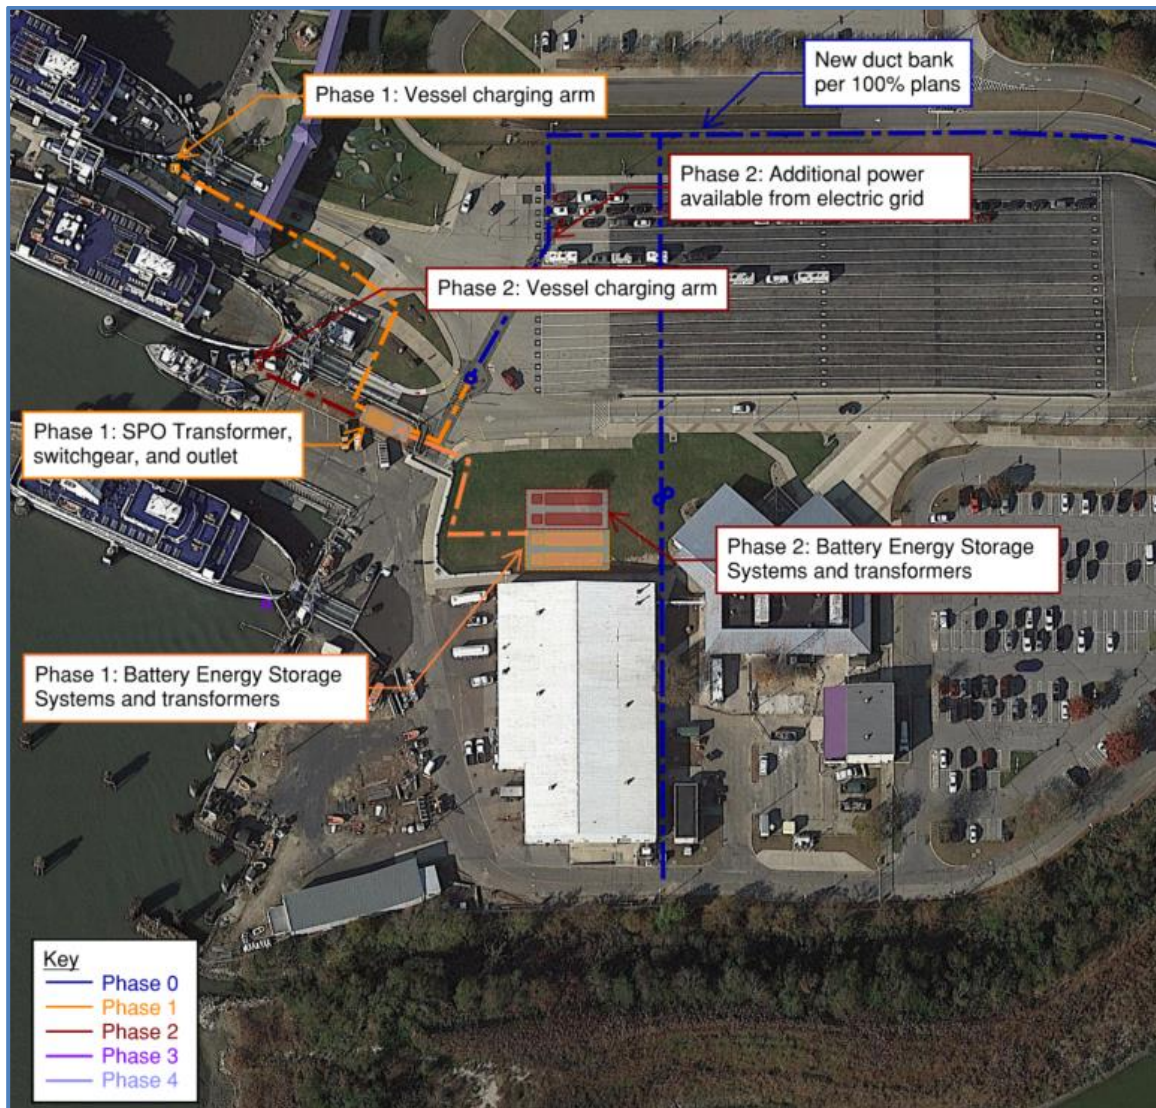 New duct bank
per 100% plans
Phase 1: Vessel charging arm
Phase 2: Additional power
available from electric grid
Phase 2: Vessel charging arm
Phase 1: SPO Transformer,
switchgear, and outlet
Phase 2: Battery Energy Storage
Systems and transformers
Phase 1: Battery Energy Storage
Systems and transformers
Key
Phase 0
Phase 1
Phase 2
Phase 3
Phase 4